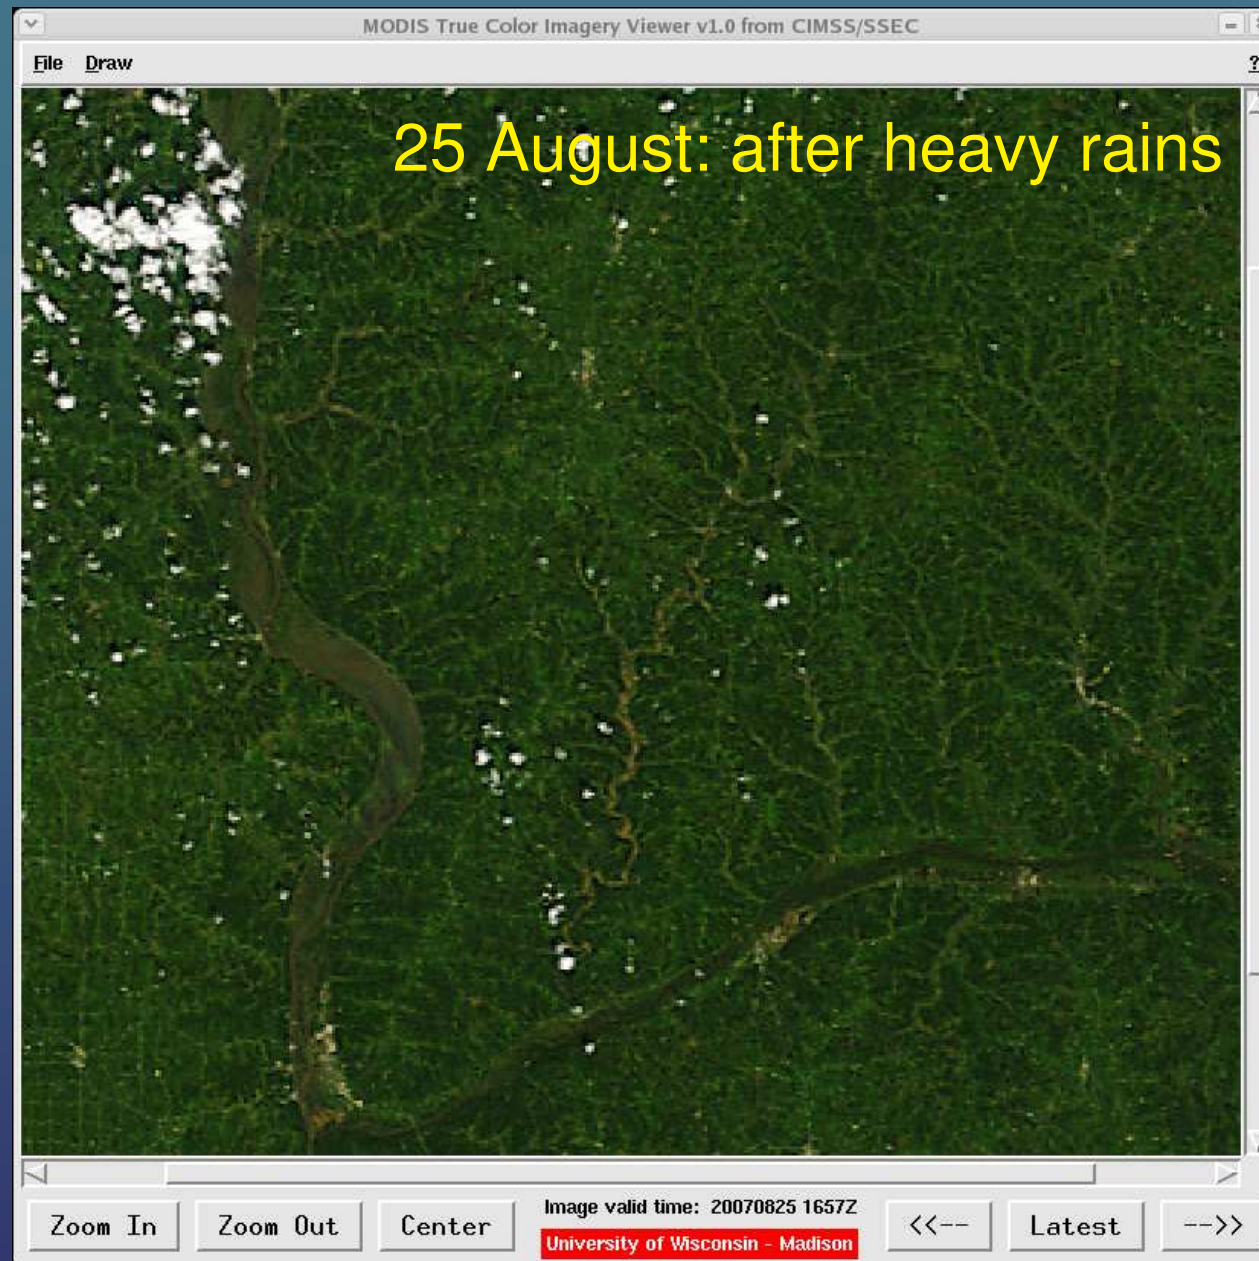 MODIS True Color Imagery Viewer v1.0 from CIMSS/SSEC
File Draw ?
25 August: after heavy rains
Image valid time: 20070825 1657Z
Zoom In Zoom Out Center <<-- Latest -->>
University of Wisconsin - Madison